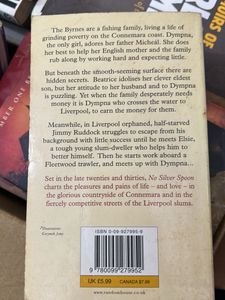 The Byrnes are a fishing family, living a life of
grinding poverty on the Connemara coast. Dympna,
the only girl, adores her father Micheál. She does
her best to help her English mother and the family
rub along by working hard and expecting little.
But beneath the smooth-seeming surface there are
hidden secrets. Beatrice idolises her clever eldest
son, but her attitude to her husband and to Dympna
is puzzling. Yet when the family desperately needs
money it is Dympna who crosses the water to
Liverpool, to earn the money for them.
Meanwhile, in Liverpool orphaned, half-starved
Jimmy Ruddock struggles to escape from his
background with little success until he meets Elsie,
a tough young slum-dweller who helps him to
better himself. Then he starts work aboard a
Fleetwood trawler, and meets up with Dympna...
Set in the late twenties and thirties, No Silver Spoon
charts the pleasures and pains of life – and love – in
the glorious countryside of Connemara and in the
fiercely competitive streets of the Liverpool slums.
ISBN 0-09-927995-9
9 780099 279952
UK £5.99
CANADA $7.99
www.randomhouse.co.uk